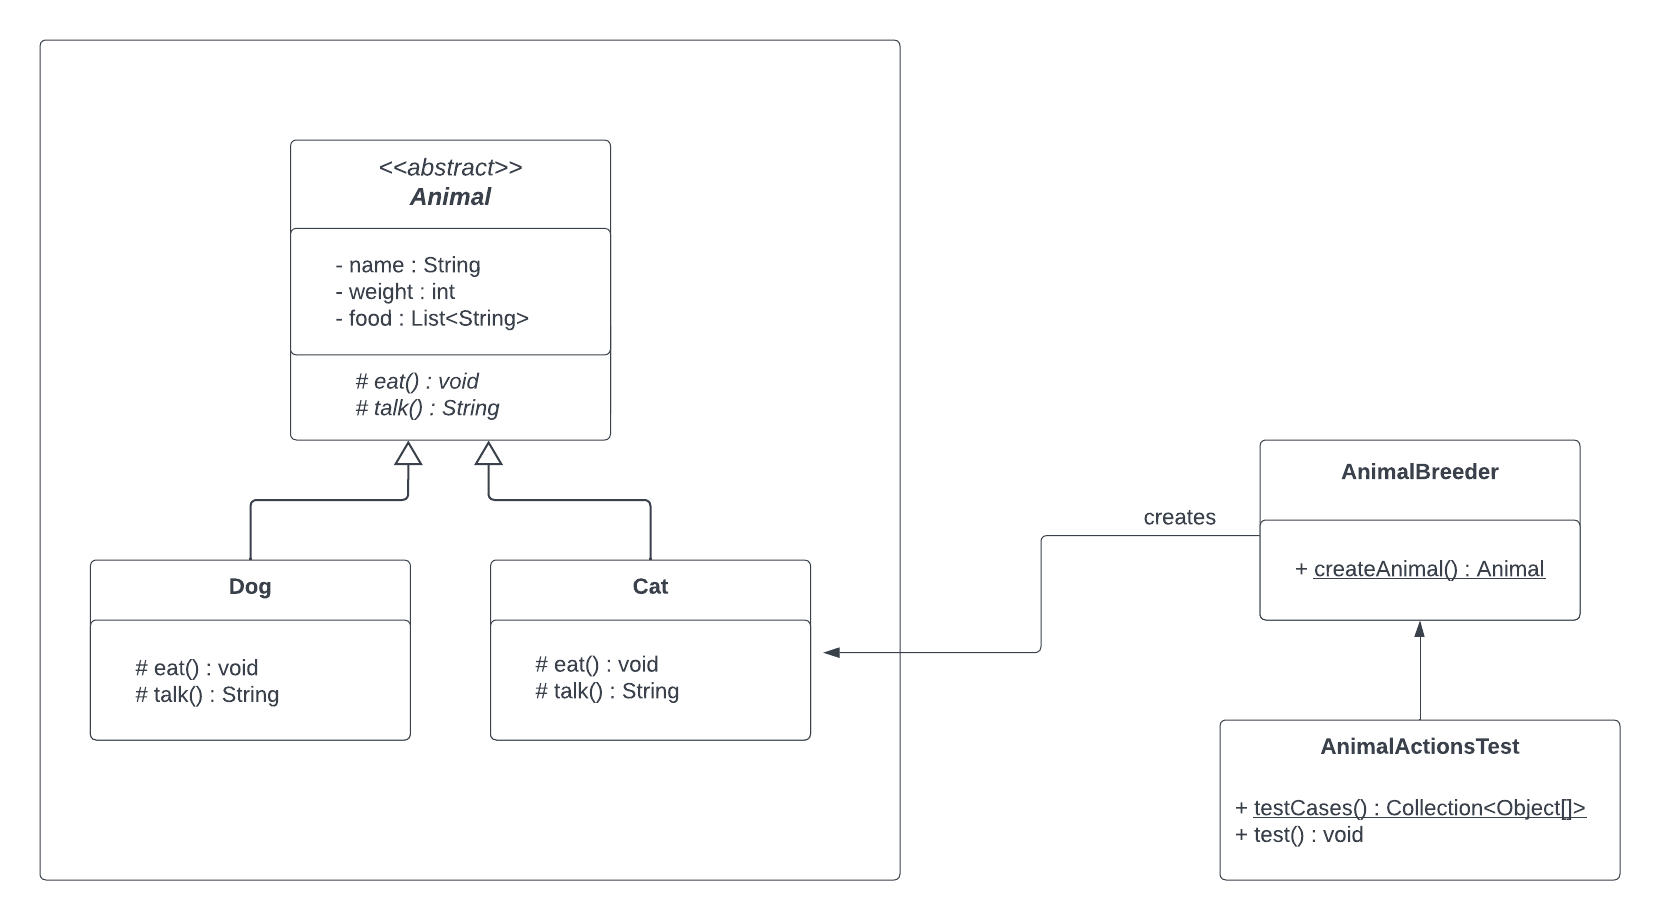 <<abstract>>
Animal
- name : String
- weight : int
- food : List<String>
# eat() : void
# talk() : String
Dog
# eat() : void
# talk() : String
Cat
# eat() : void
# talk() : String
creates
AnimalBreeder
+ createAnimal() : Animal
AnimalActionsTest
+ testCases() : Collection<Object[]>
+ test() : void